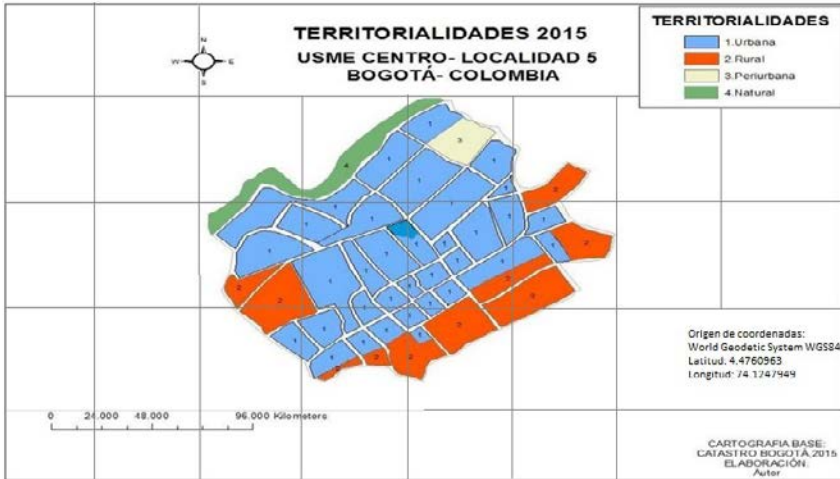 TERRITORIALIDADES 2015
USME CENTRO- LOCALIDAD 5
BOGOTÁ- COLOMBIA
N
W
E
S
TERRITORIALIDADES
1.Urbana
2.Rural
3.Periurbana
4.Natural
Origen de coordenadas:
World Geodetic System WGS84
Latitud: 4.4760963
Longitud: 74.1247949
0 24.000 48.000 96.000 Kilometers
CARTOGRAFIA BASE:
CATASTRO BOGOTÁ 2015
ELABORACIÓN:
Autor